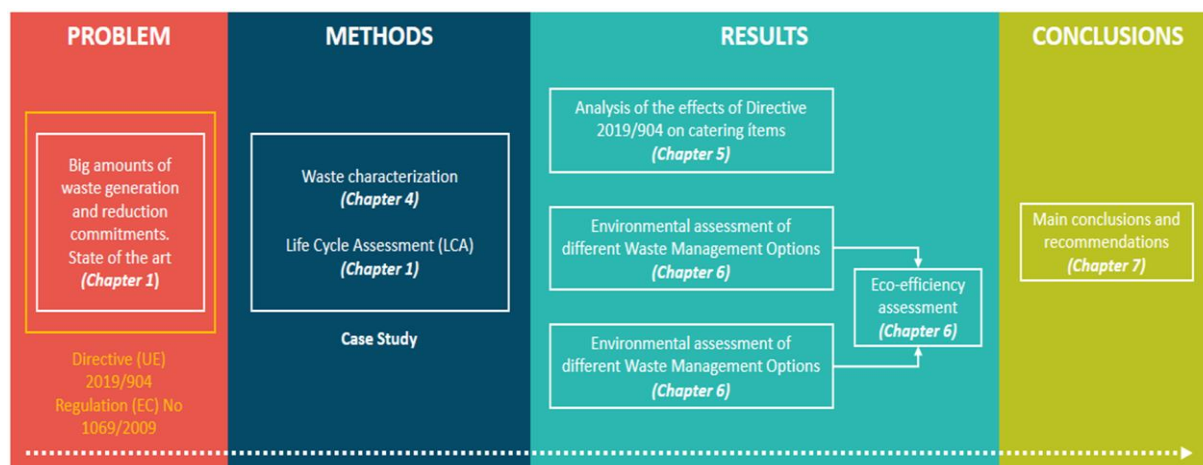 PROBLEM
Big amounts of
waste generation
and reduction
commitments.
State of the art
(Chapter 1)
Directive (UE)
2019/904
Regulation (EC) No
1069/2009
METHODS
Waste characterization
(Chapter 4)
Life Cycle Assessment (LCA)
(Chapter 1)
Case Study
RESULTS
Analysis of the effects of Directive
2019/904 on catering ítems
(Chapter 5)
Environmental assessment of
different Waste Management Options
(Chapter 6)
Environmental assessment of
different Waste Management Options
(Chapter 6)
Eco-efficiency
assessment
(Chapter 6)
CONCLUSIONS
Main conclusions and
recommendations
(Chapter 7)